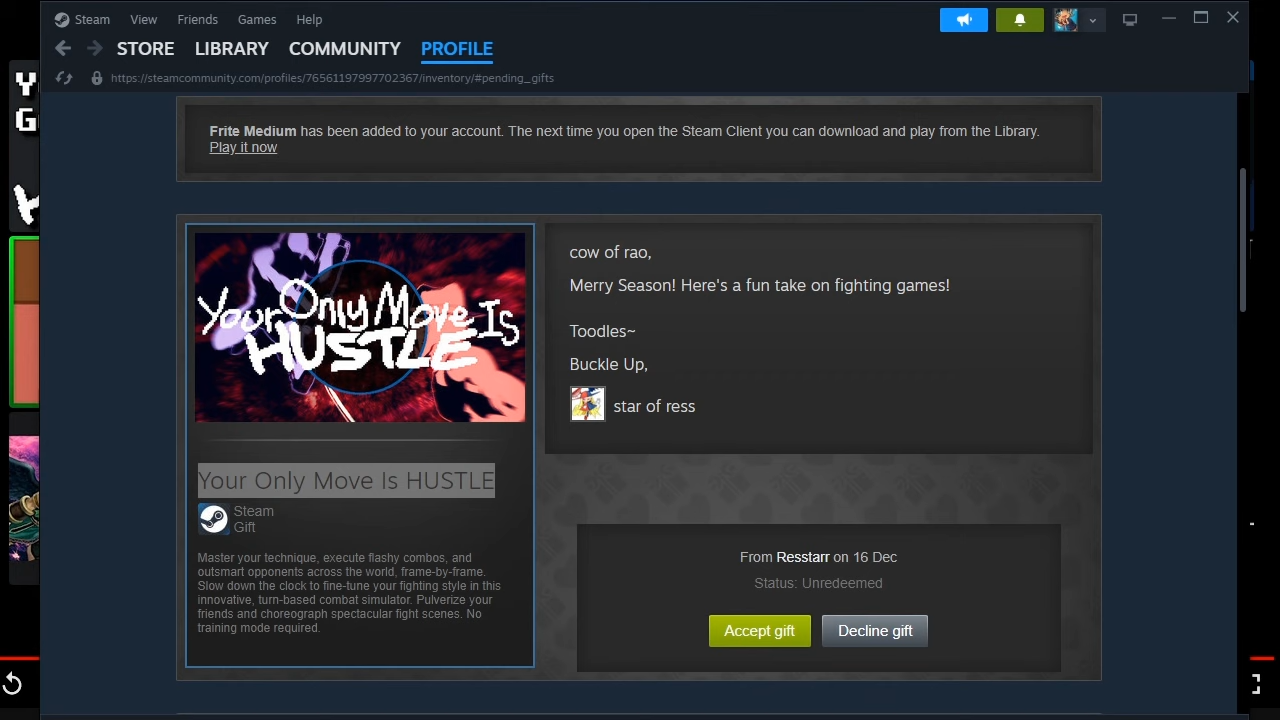 Steam View Friends Games Help
STORE LIBRARY COMMUNITY PROFILE
https://steamcommunity.com/profiles/76561197997702367/inventory/#pending_gifts
Frite Medium has been added to your account. The next time you open the Steam Client you can download and play from the Library.
Play it now
Your Only Move Is
HUSTLE
Your Only Move Is HUSTLE
Steam
Gift
Master your technique, execute flashy combos, and
outsmart opponents across the world, frame-by-frame.
Slow down the clock to fine-tune your fighting style in this
innovative, turn-based combat simulator. Pulverize your
friends and choreograph spectacular fight scenes. No
training mode required.
cow of rao,
Merry Season! Here's a fun take on fighting games!
Toodles~
Buckle Up,
star of ress
From Resstarr on 16 Dec
Status: Unredeemed
Accept gift Decline gift